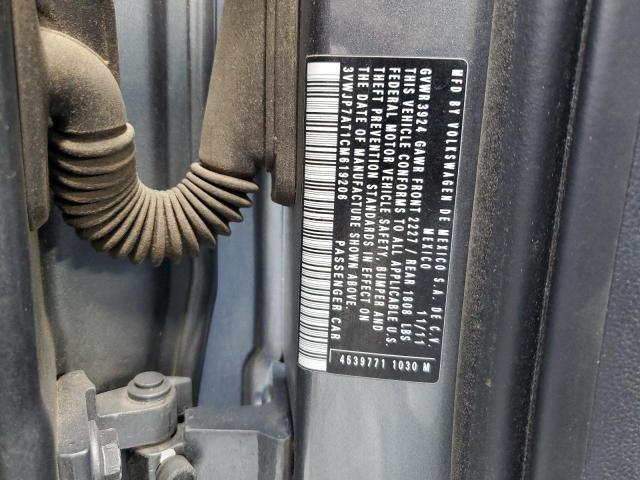 MFD BY VOLKSWAGEN DE MEXICO S.A. DE C.V.
MEXICO 11/11
GVWR 3924 GAWR FRONT 2227 / REAR 1808 LBS
THIS VEHICLE CONFORMS TO ALL APPLICABLE U.S.
FEDERAL MOTOR VEHICLE SAFETY, BUMPER AND
THEFT PREVENTION STANDARDS IN EFFECT ON
THE DATE OF MANUFACTURE SHOWN ABOVE.
3VWJP7AT1CM619206 PASSENGER CAR
4539771 1030 M